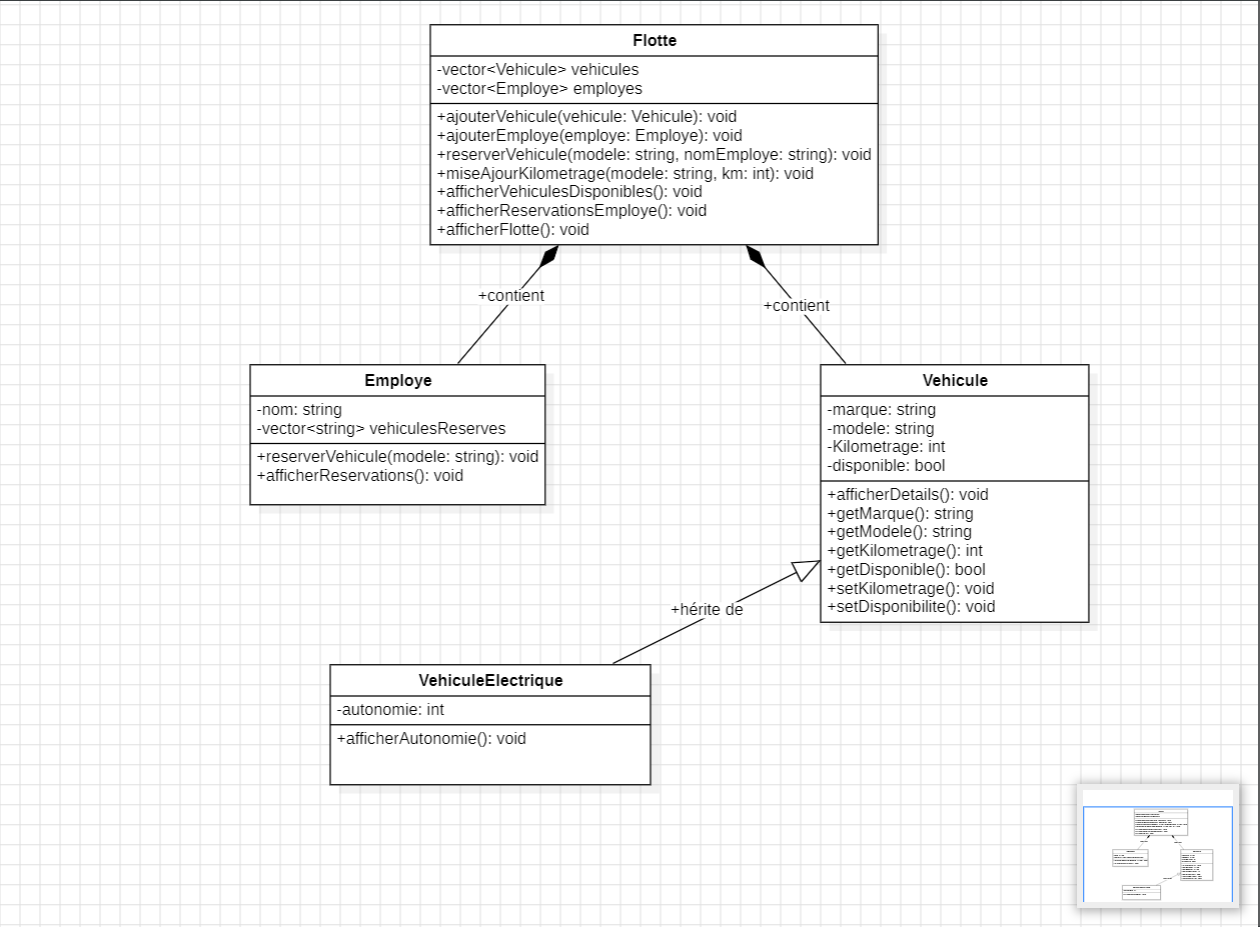 Flotte
-vector<Vehicule> vehicules
-vector<Employe> employes
+ajouterVehicule(vehicule: Vehicule): void
+ajouterEmploye(employe: Employe): void
+reserverVehicule(modele: string, nomEmploye: string): void
+miseAjourKilometrage(modele: string, km: int): void
+afficherVehiculesDisponibles(): void
+afficherReservationsEmploye(): void
+afficherFlotte(): void
+contient
+contient
Employe
-nom: string
-vector<string> vehiculesReserves
+reserverVehicule(modele: string): void
+afficherReservations(): void
Vehicule
-marque: string
-modele: string
-Kilometrage: int
-disponible: bool
+afficherDetails(): void
+getMarque(): string
+getModele(): string
+getKilometrage(): int
+getDisponible(): bool
+setKilometrage(): void
+setDisponibilite(): void
+hérite de
VehiculeElectrique
-autonomie: int
+afficherAutonomie(): void